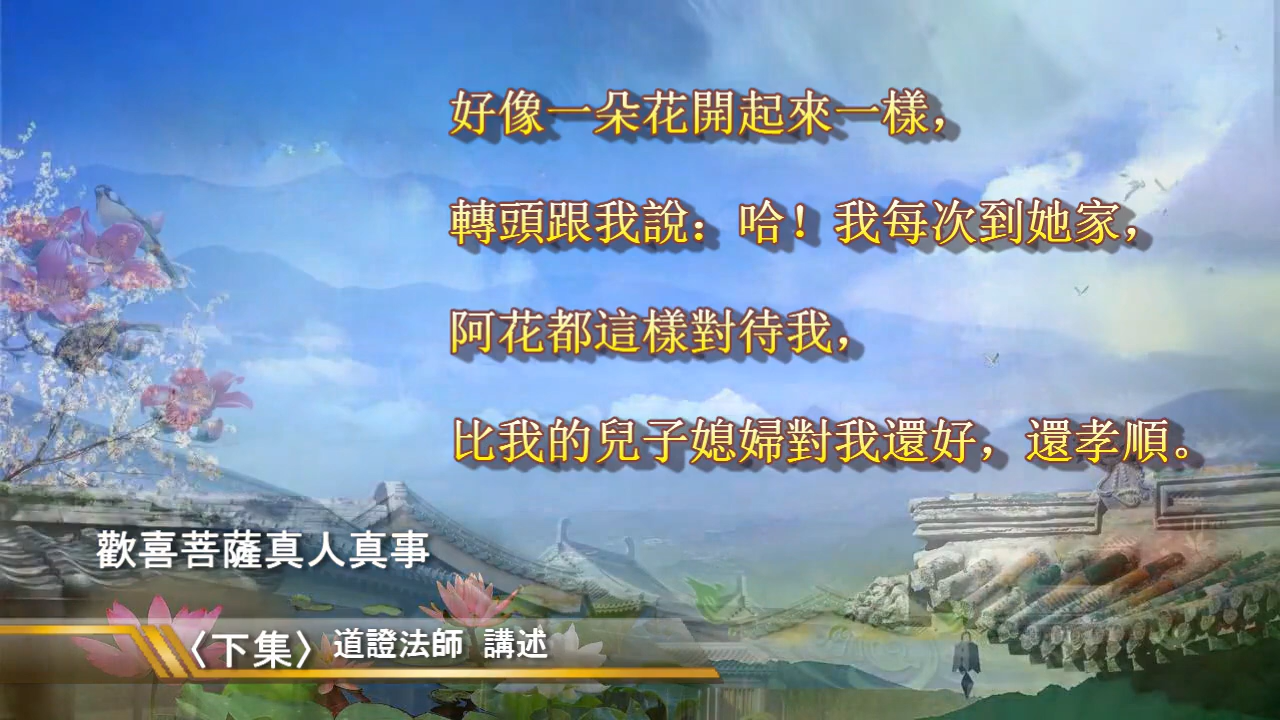 好像一朵花開起來一樣，
轉頭跟我說：哈！我每次到她家，
阿花都這樣對待我，
比我的兒子媳婦對我還好，還孝順。
歡喜菩薩真人真事
〈下集〉道證法師 講述